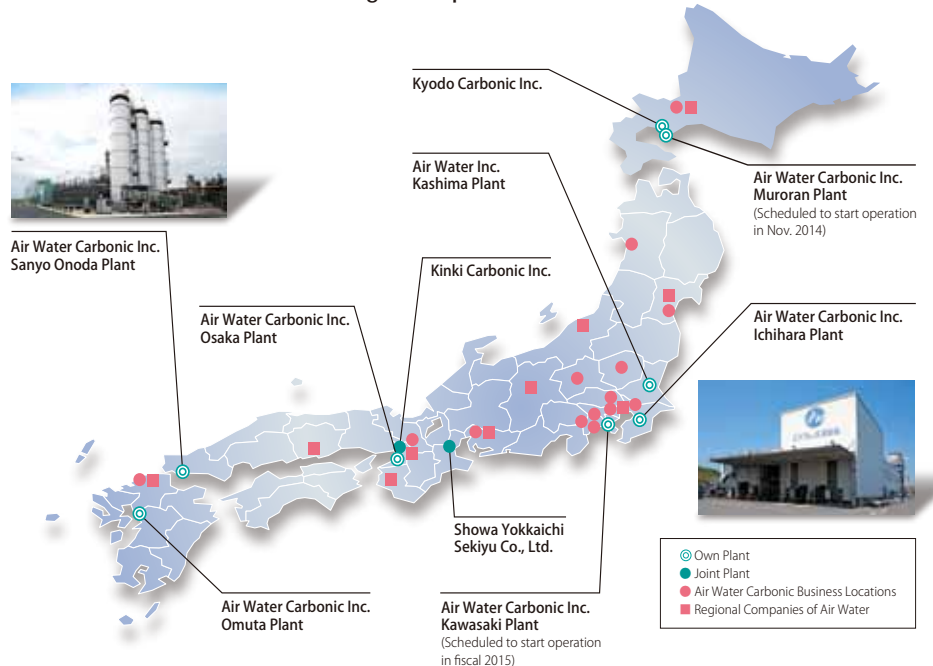 Kyodo Carbonic Inc.
Air Water Inc.
Kashima Plant
Air Water Carbonic Inc.
Muroran Plant
(Scheduled to start operation
in Nov. 2014)
Air Water Carbonic Inc.
Sanyo Onoda Plant
Kinki Carbonic Inc.
Air Water Carbonic Inc.
Osaka Plant
Air Water Carbonic Inc.
Ichihara Plant
Showa Yokkaichi
Sekiyu Co., Ltd.
Air Water Carbonic Inc.
Omuta Plant
Air Water Carbonic Inc.
Kawasaki Plant
(Scheduled to start operation
in fiscal 2015)
Own Plant
Joint Plant
Air Water Carbonic Business Locations
Regional Companies of Air Water